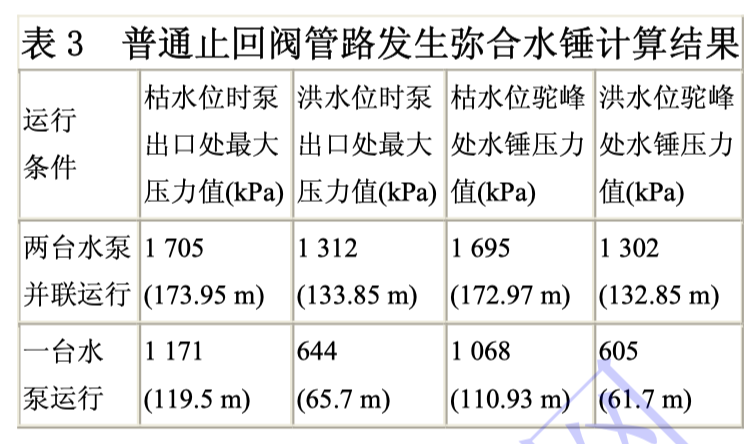 表 3 普通止回阀管路发生弥合水锤计算结果
运行
条件
枯水位时泵
出口处最大
压力值(kPa)
洪水位时泵
出口处最大
压力值(kPa)
枯水位驼峰
处水锤压力
值(kPa)
洪水位驼峰
处水锤压力
值(kPa)
两台水泵
并联运行
1 705
(173.95 m)
1 312
(133.85 m)
1 695
(172.97 m)
1 302
(132.85 m)
一台水
泵运行
1 171
(119.5 m)
644
(65.7 m)
1 068
(110.93 m)
605
(61.7 m)